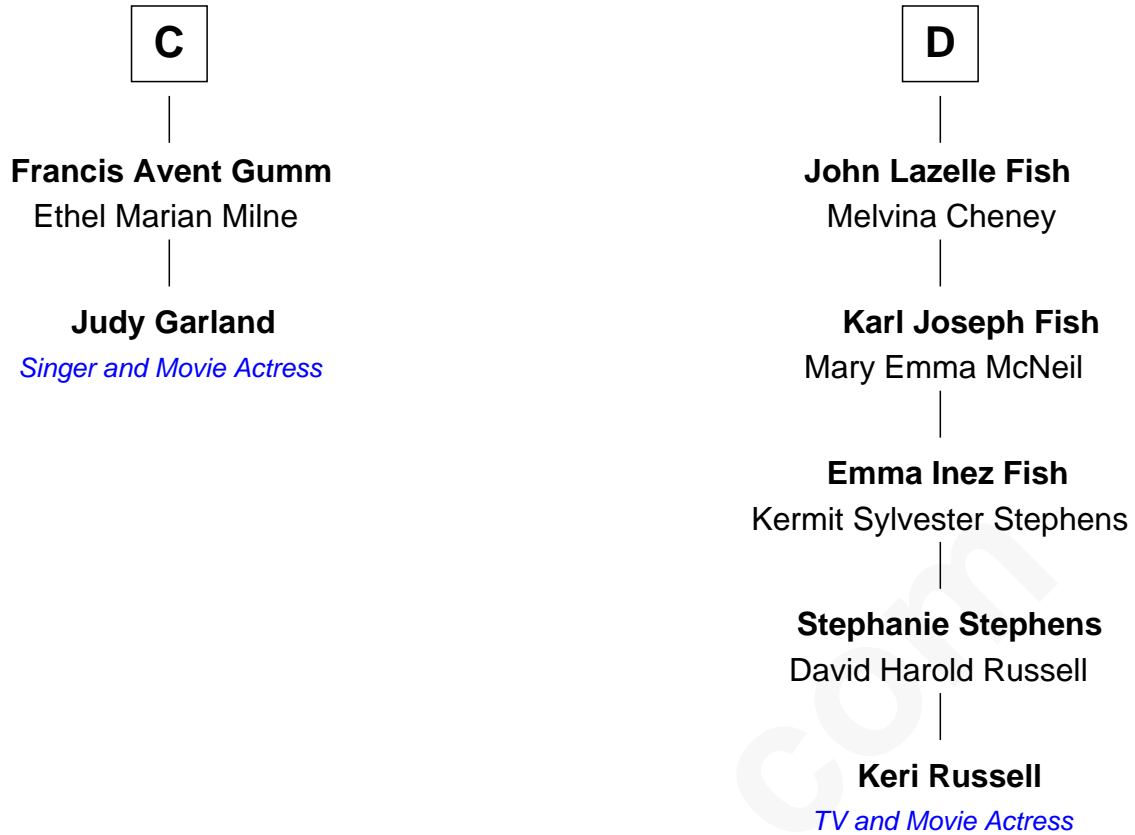 C
Francis Avent Gumm
Ethel Marian Milne
Judy Garland
Singer and Movie Actress
D
John Lazelle Fish
Melvina Cheney
Karl Joseph Fish
Mary Emma McNeil
Emma Inez Fish
Kermit Sylvester Stephens
Stephanie Stephens
David Harold Russell
Keri Russell
TV and Movie Actress
com